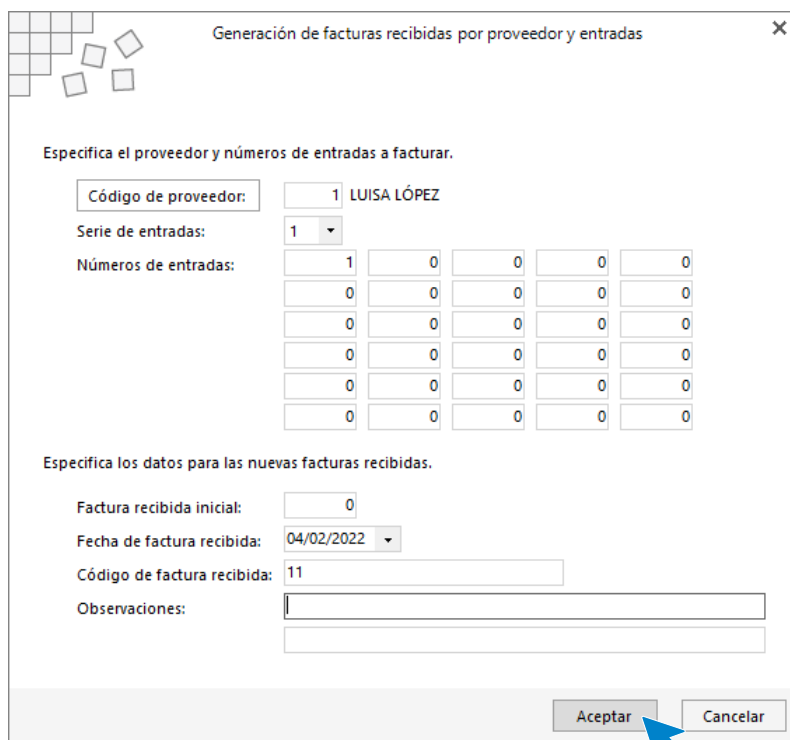 Generación de facturas recibidas por proveedor y entradas
Especifica el proveedor y números de entradas a facturar.
Código de proveedor: 1 LUISA LÓPEZ
Serie de entradas: 1
Números de entradas: 1 0 0 0 0
0 0 0 0 0
0 0 0 0 0
0 0 0 0 0
0 0 0 0 0
0 0 0 0 0
Especifica los datos para las nuevas facturas recibidas.
Factura recibida inicial: 0
Fecha de factura recibida: 04/02/2022
Código de factura recibida: 11
Observaciones:
Aceptar Cancelar